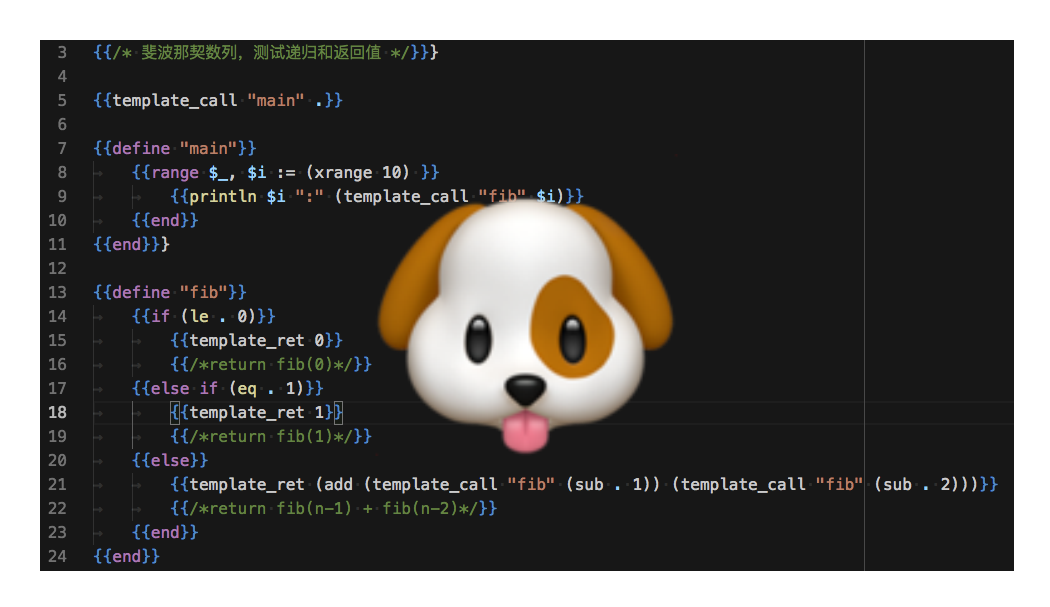 3 {{/* 斐波那契数列，测试递归和返回值 */}}}
4
5 {{template_call "main" .}}
6
7 {{define "main"}}
8 {{range $_, $i := (xrange 10) }}
9 {{println $i ":" (template_call "fib" $i)}}
10 {{end}}
11 {{end}}}
12
13 {{define "fib"}}
14 {{if (le . 0)}}
15 {{template_ret 0}}
16 {{/*return fib(0)*/}}
17 {{else if (eq . 1)}}
18 {{template_ret 1}}
19 {{/*return fib(1)*/}}
20 {{else}}
21 {{template_ret (add (template_call "fib" (sub . 1)) (template_call "fib" (sub . 2)))}}
22 {{/*return fib(n-1) + fib(n-2)*/}}
23 {{end}}
24 {{end}}